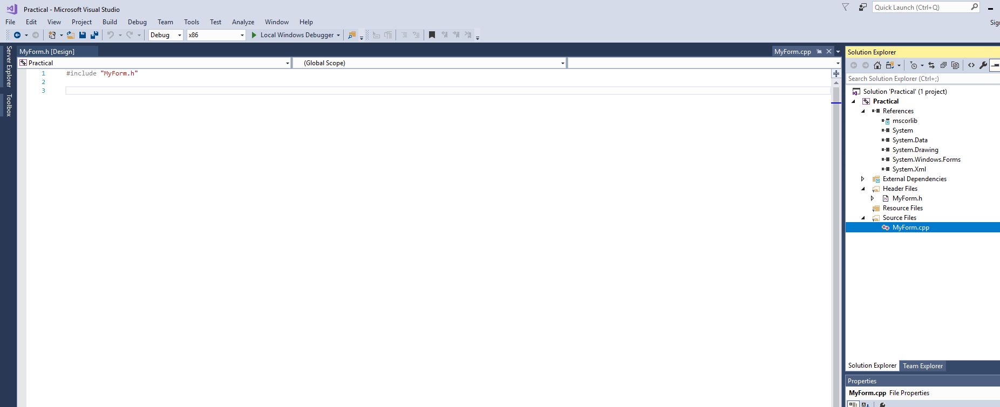 Practical - Microsoft Visual Studio
Quick Launch (Ctrl+Q)
File Edit View Project Build Debug Team Tools Test Analyze Window Help
Debug x86 Local Windows Debugger
Server Explorer
Toolbox
MyForm.h [Design]
MyForm.cpp
Practical
(Global Scope)
1 #include "MyForm.h"
2
3
Solution Explorer
Search Solution Explorer (Ctrl+;)
Solution 'Practical' (1 project)
Practical
References
mscorlib
System
System.Data
System.Drawing
System.Windows.Forms
System.Xml
External Dependencies
Header Files
MyForm.h
Resource Files
Source Files
MyForm.cpp
Solution Explorer Team Explorer
Properties
MyForm.cpp File Properties